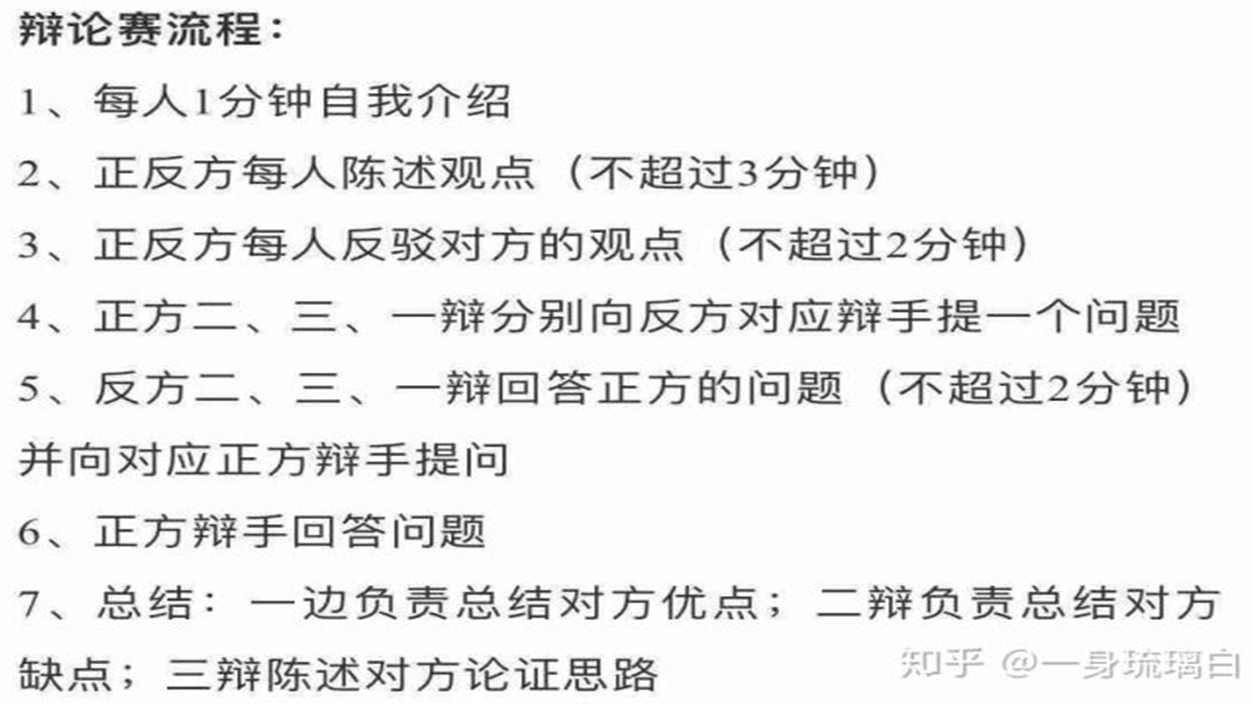 辩论赛流程：
1、每人1分钟自我介绍
2、正反方每人陈述观点（不超过3分钟）
3、正反方每人反驳对方的观点（不超过2分钟）
4、正方二、三、一辩分别向反方对应辩手提一个问题
5、反方二、三、一辩回答正方的问题（不超过2分钟）
并向对应正方辩手提问
6、正方辩手回答问题
7、总结：一边负责总结对方优点；二辩负责总结对方
缺点；三辩陈述对方论证思路
知乎 @一身琉璃白